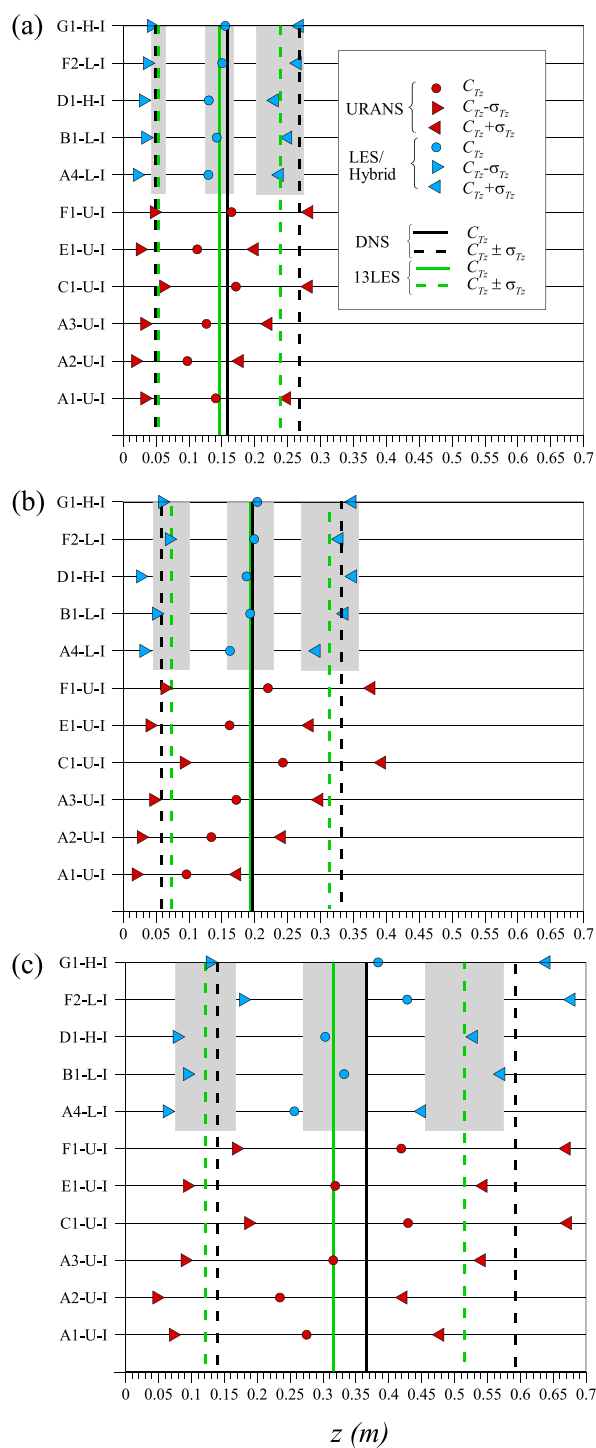 (a)
G1-H-I
F2-L-I
D1-H-I
B1-L-I
A4-L-I
F1-U-I
E1-U-I
C1-U-I
A3-U-I
A2-U-I
A1-U-I
URANS
C_Tz
C_Tz-σ_Tz
C_Tz+σ_Tz
LES/
Hybrid
C_Tz
C_Tz-σ_Tz
C_Tz+σ_Tz
DNS
C_Tz
C_Tz ± σ_Tz
13LES
C_Tz
C_Tz ± σ_Tz
0 0.05 0.1 0.15 0.2 0.25 0.3 0.35 0.4 0.45 0.5 0.55 0.6 0.65 0.7
(b)
G1-H-I
F2-L-I
D1-H-I
B1-L-I
A4-L-I
F1-U-I
E1-U-I
C1-U-I
A3-U-I
A2-U-I
A1-U-I
0 0.05 0.1 0.15 0.2 0.25 0.3 0.35 0.4 0.45 0.5 0.55 0.6 0.65 0.7
(c)
G1-H-I
F2-L-I
D1-H-I
B1-L-I
A4-L-I
F1-U-I
E1-U-I
C1-U-I
A3-U-I
A2-U-I
A1-U-I
0 0.05 0.1 0.15 0.2 0.25 0.3 0.35 0.4 0.45 0.5 0.55 0.6 0.65 0.7
z (m)